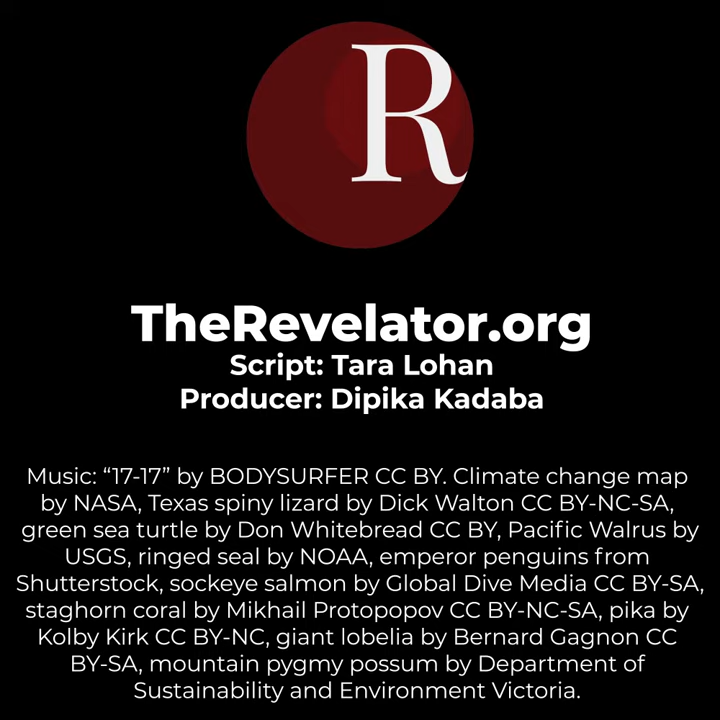 R
TheRevelator.org
Script: Tara Lohan
Producer: Dipika Kadaba
Music: “17-17” by BODYSURFER CC BY. Climate change map
by NASA, Texas spiny lizard by Dick Walton CC BY-NC-SA,
green sea turtle by Don Whitebread CC BY, Pacific Walrus by
USGS, ringed seal by NOAA, emperor penguins from
Shutterstock, sockeye salmon by Global Dive Media CC BY-SA,
staghorn coral by Mikhail Protopopov CC BY-NC-SA, pika by
Kolby Kirk CC BY-NC, giant lobelia by Bernard Gagnon CC
BY-SA, mountain pygmy possum by Department of
Sustainability and Environment Victoria.